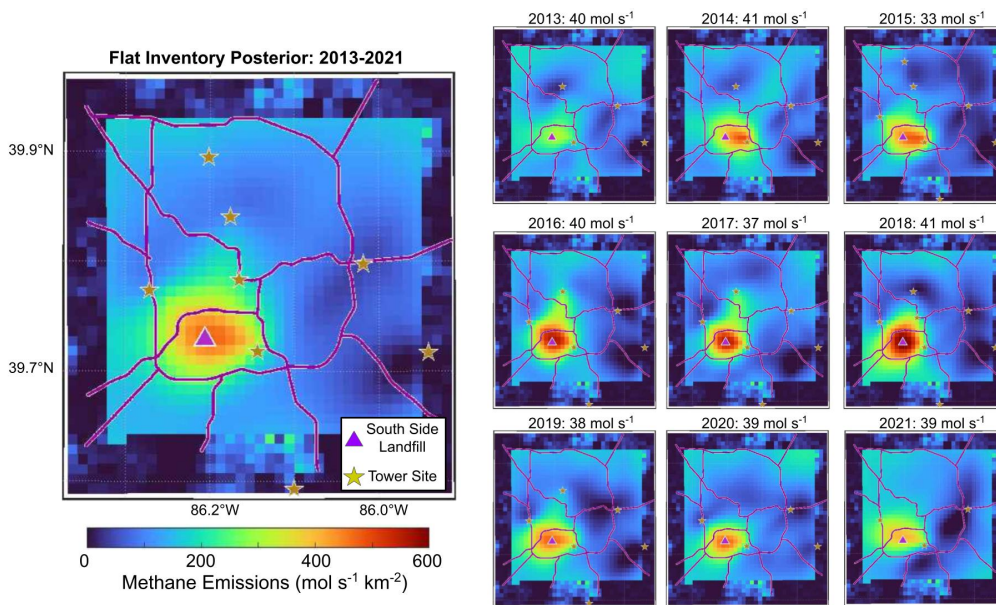 Flat Inventory Posterior: 2013-2021
39.9°N
39.7°N
86.2°W
86.0°W
South Side
Landfill
Tower Site
0
200
400
600
Methane Emissions (mol s⁻¹ km⁻²)
2013: 40 mol s⁻¹
2014: 41 mol s⁻¹
2015: 33 mol s⁻¹
2016: 40 mol s⁻¹
2017: 37 mol s⁻¹
2018: 41 mol s⁻¹
2019: 38 mol s⁻¹
2020: 39 mol s⁻¹
2021: 39 mol s⁻¹